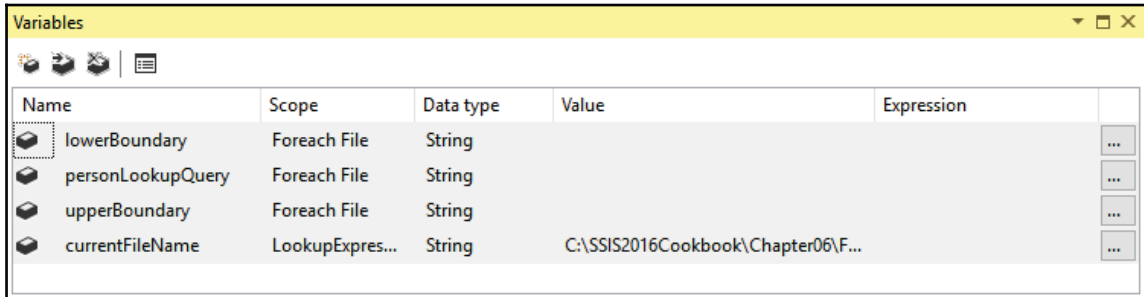 Variables
Name Scope Data type Value Expression
lowerBoundary Foreach File String ...
personLookupQuery Foreach File String ...
upperBoundary Foreach File String ...
currentFileName LookupExpres... String C:\SSIS2016Cookbook\Chapter06\F... ...